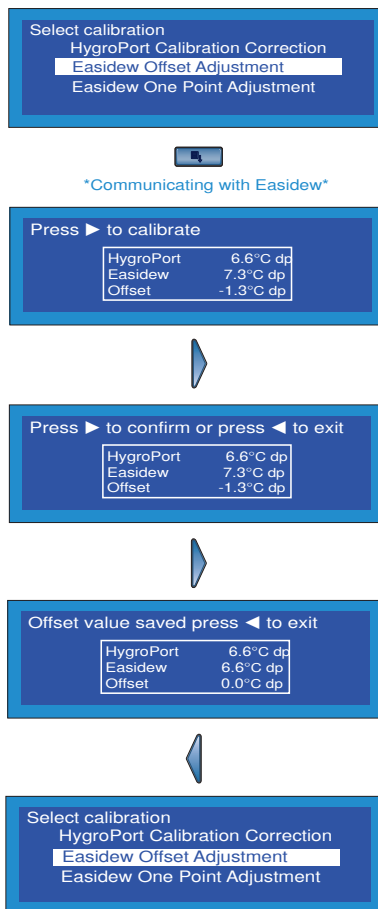 Select calibration
HygroPort Calibration Correction
Easidew Offset Adjustment
Easidew One Point Adjustment
*Communicating with Easidew*
Press ► to calibrate
HygroPort 6.6°C dp
Easidew 7.3°C dp
Offset -1.3°C dp
Press ► to confirm or press ◄ to exit
HygroPort 6.6°C dp
Easidew 7.3°C dp
Offset -1.3°C dp
Offset value saved press ◄ to exit
HygroPort 6.6°C dp
Easidew 6.6°C dp
Offset 0.0°C dp
Select calibration
HygroPort Calibration Correction
Easidew Offset Adjustment
Easidew One Point Adjustment